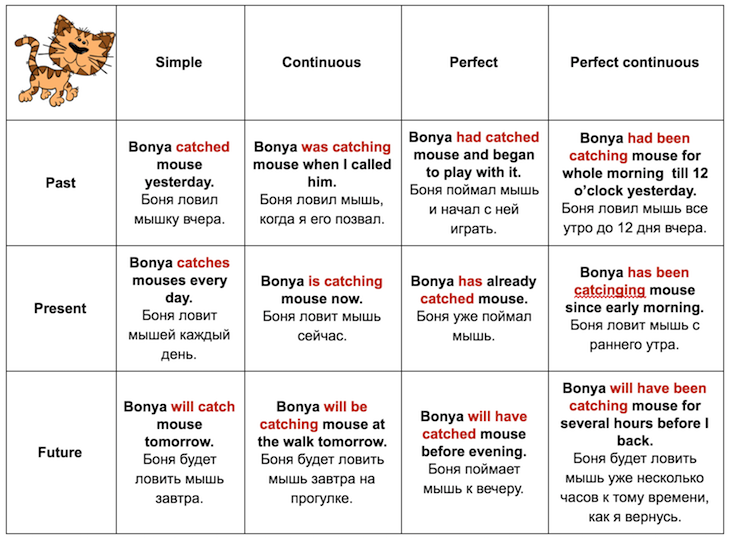 Simple
Continuous
Perfect
Perfect continuous
Past
Bonya catched
mouse
yesterday.
Боня ловил
мышку вчера.
Bonya was catching
mouse when I called
him.
Боня ловил мышь,
когда я его позвал.
Bonya had catched
mouse and began
to play with it.
Боня поймал мышь
и начал с ней
играть.
Bonya had been
catching mouse for
whole morning till 12
o’clock yesterday.
Боня ловил мышь все
утро до 12 дня вчера.
Present
Bonya catches
mouses every
day.
Боня ловит
мышей каждый
день.
Bonya is catching
mouse now.
Боня ловит мышь
сейчас.
Bonya has already
catched mouse.
Боня уже поймал
мышь.
Bonya has been
catcinging mouse
since early morning.
Боня ловит мышь с
раннего утра.
Future
Bonya will catch
mouse
tomorrow.
Боня будет
ловить мышь
завтра.
Bonya will be
catching mouse at
the walk tomorrow.
Боня будет ловить
мышь завтра на
прогулке.
Bonya will have
catched mouse
before evening.
Боня поймает
мышь к вечеру.
Bonya will have been
catching mouse for
several hours before I
back.
Боня будет ловить
мышь уже несколько
часов к тому времени,
как я вернусь.